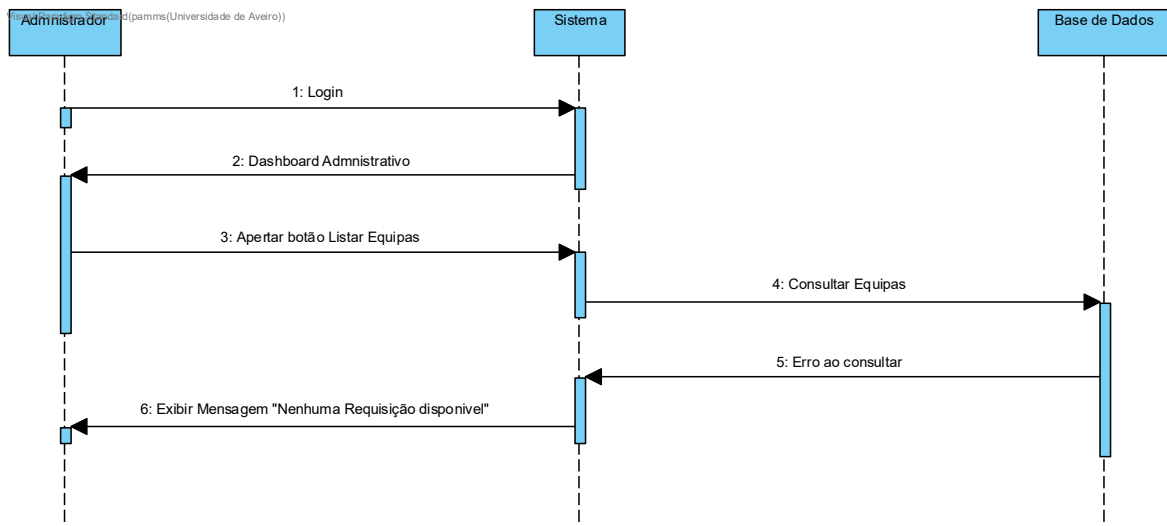 Visual Paradigm Standard(pamms(Universidade de Aveiro))
Admnistrador
Sistema
Base de Dados
1: Login
2: Dashboard Admnistrativo
3: Apertar botão Listar Equipas
4: Consultar Equipas
5: Erro ao consultar
6: Exibir Mensagem "Nenhuma Requisição disponivel"